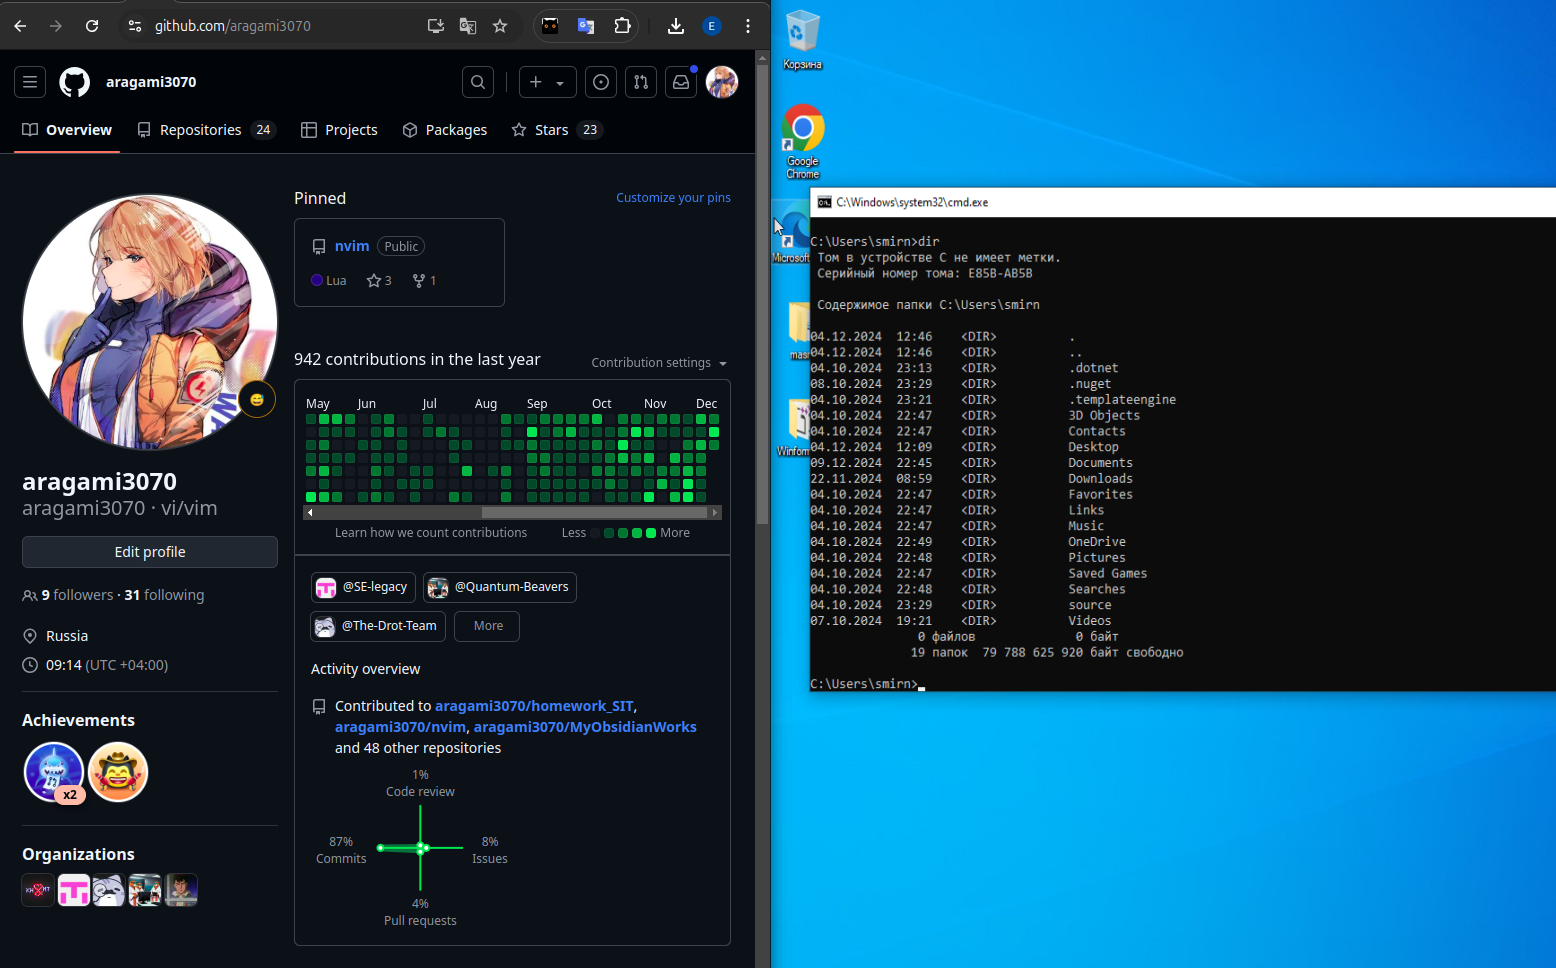 github.com/aragami3070
E
aragami3070
Overview
Repositories 24
Projects
Packages
Stars 23
Pinned
Customize your pins
nvim Public
Lua 3 1
942 contributions in the last year
Contribution settings
May Jun Jul Aug Sep Oct Nov Dec
Learn how we count contributions
Less More
@SE-legacy
@Quantum-Beavers
@The-Drot-Team
More
Activity overview
Contributed to aragami3070/homework_SIT,
aragami3070/nvim, aragami3070/MyObsidianWorks
and 48 other repositories
1%
Code review
87%
Commits
8%
Issues
4%
Pull requests
aragami3070
aragami3070 · vi/vim
Edit profile
9 followers · 31 following
Russia
09:14 (UTC +04:00)
Achievements
x2
Organizations
Корзина
Google
Chrome
Microsoft
masm
Winform
C:\Windows\system32\cmd.exe
C:\Users\smirn>dir
Том в устройстве C не имеет метки.
Серийный номер тома: E85B-AB5B
Содержимое папки C:\Users\smirn
04.12.2024 12:46 <DIR> .
04.12.2024 12:46 <DIR> ..
04.10.2024 23:13 <DIR> .dotnet
08.10.2024 23:29 <DIR> .nuget
04.10.2024 23:21 <DIR> .templateengine
04.10.2024 22:47 <DIR> 3D Objects
04.10.2024 22:47 <DIR> Contacts
04.12.2024 12:09 <DIR> Desktop
09.12.2024 22:45 <DIR> Documents
22.11.2024 08:59 <DIR> Downloads
04.10.2024 22:47 <DIR> Favorites
04.10.2024 22:47 <DIR> Links
04.10.2024 22:47 <DIR> Music
04.10.2024 22:49 <DIR> OneDrive
04.10.2024 22:48 <DIR> Pictures
04.10.2024 22:47 <DIR> Saved Games
04.10.2024 22:48 <DIR> Searches
04.10.2024 23:29 <DIR> source
07.10.2024 19:21 <DIR> Videos
0 файлов 0 байт
19 папок 79 788 625 920 байт свободно
C:\Users\smirn>